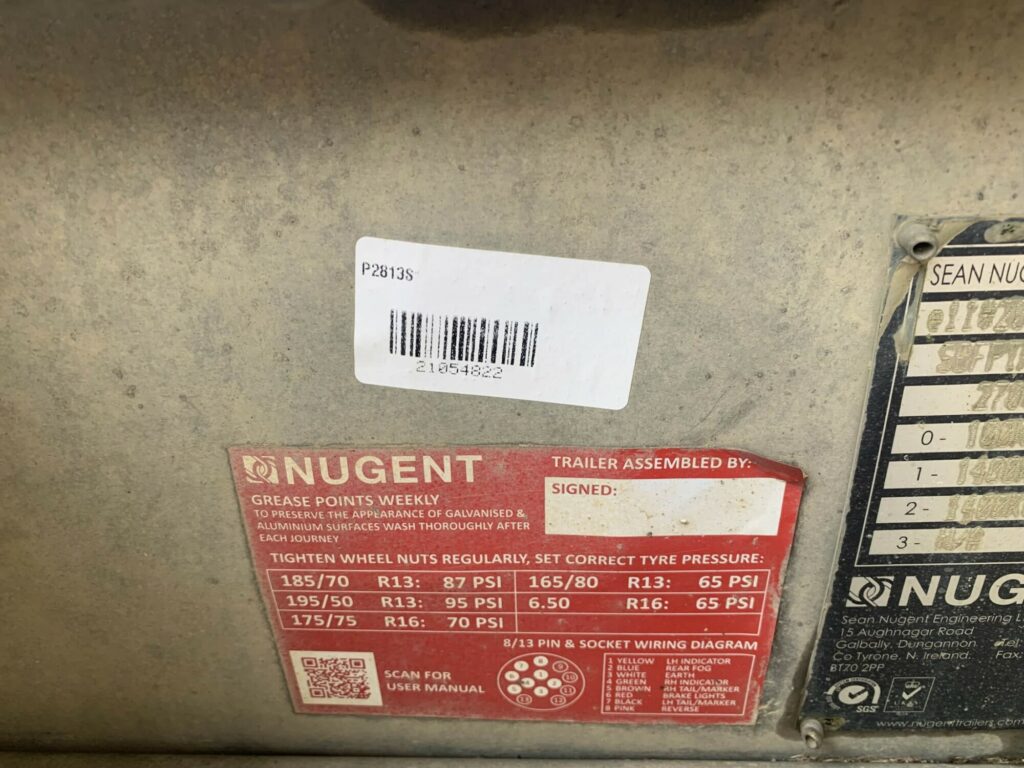 P2813S
21054822
NUGENT
GREASE POINTS WEEKLY
TO PRESERVE THE APPEARANCE OF GALVANISED &
ALUMINIUM SURFACES WASH THOROUGHLY AFTER
EACH JOURNEY
TRAILER ASSEMBLED BY:
SIGNED:
TIGHTEN WHEEL NUTS REGULARLY, SET CORRECT TYRE PRESSURE:
185/70 R13: 87 PSI 165/80 R13: 65 PSI
195/50 R13: 95 PSI 6.50 R16: 65 PSI
175/75 R16: 70 PSI
8/13 PIN & SOCKET WIRING DIAGRAM
SCAN FOR
USER MANUAL
1 YELLOW LH INDICATOR
2 BLUE REAR FOG
3 WHITE EARTH
4 GREEN RH INDICATOR
5 BROWN RH TAIL/MARKER
6 RED BRAKE LIGHTS
7 BLACK LH TAIL/MARKER
8 PINK REVERSE
SEAN NUG
0 -
1 -
2 -
3 -
NUG
Sean Nugent Engineering L
15 Aughnagar Road
Galbally, Dungannon Tel:
Co Tyrone, N. Ireland. Fax:
BT70 2PP
SGS
www.nugenttrailers.com